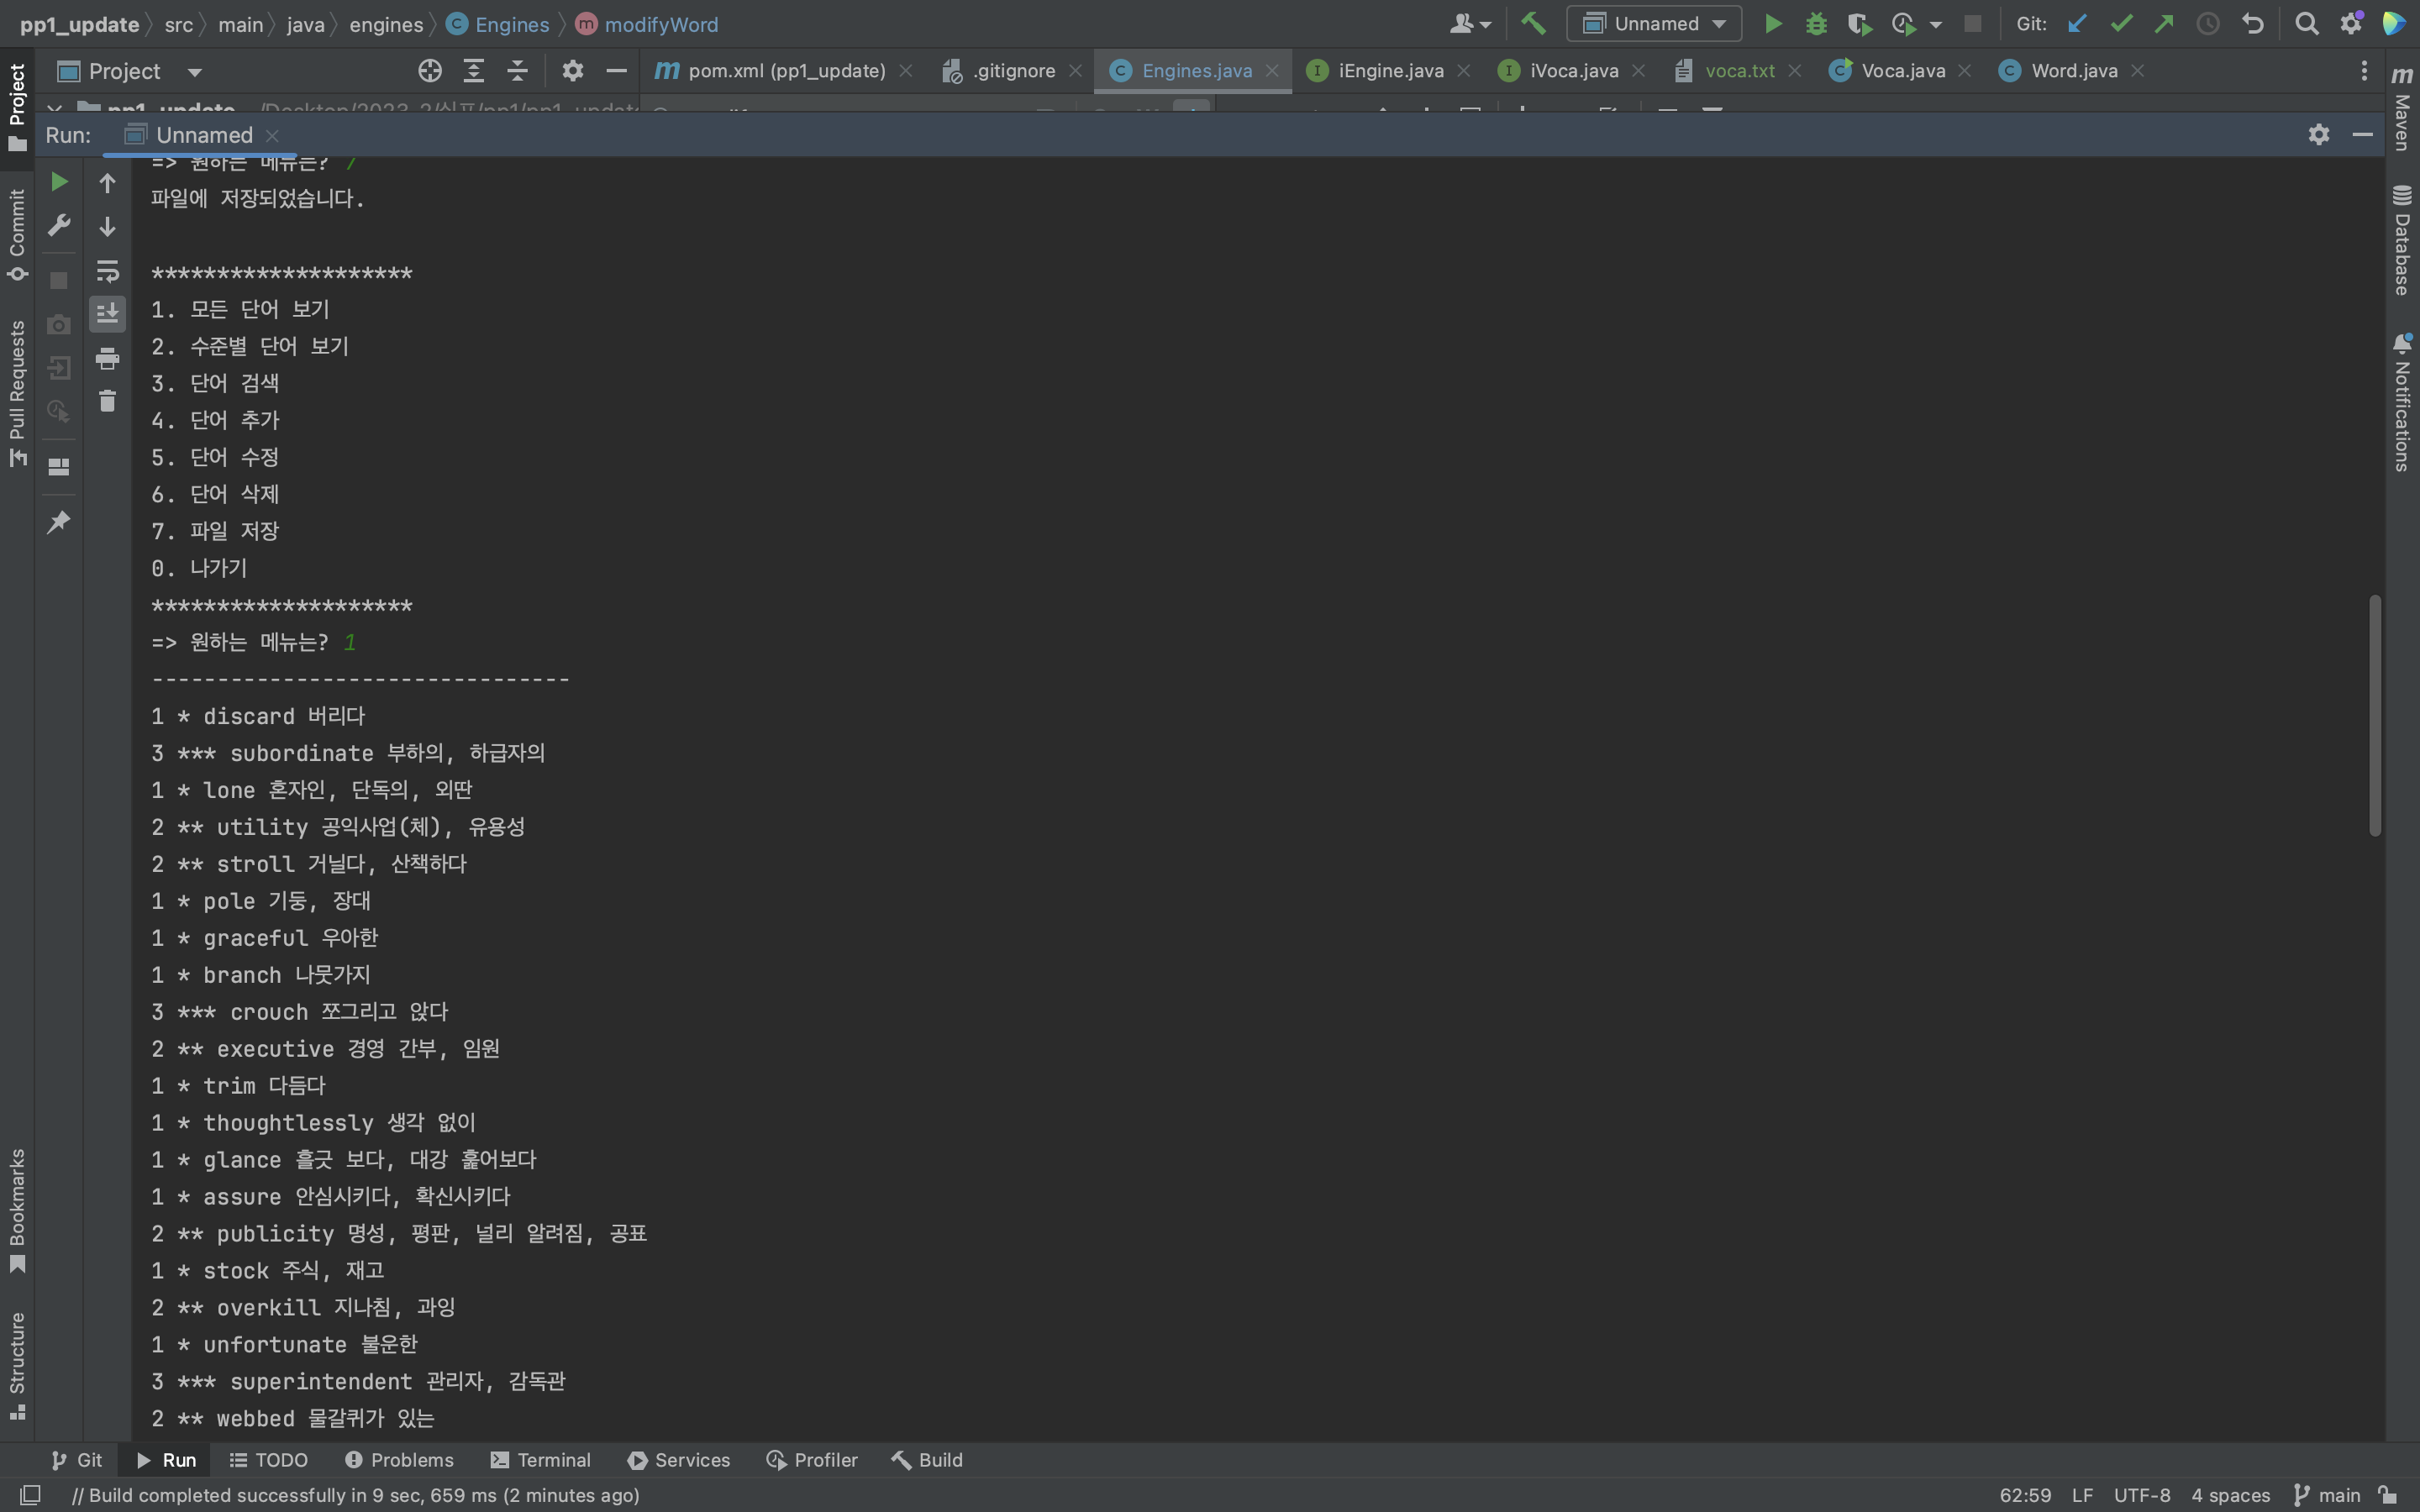 pp1_update src main java engines Engines modifyWord
Unnamed
Git:
Project
pom.xml (pp1_update)
.gitignore
Engines.java
iEngine.java
iVoca.java
voca.txt
Voca.java
Word.java
Run: Unnamed
=> 원하는 메뉴는? 7
파일에 저장되었습니다.
********************
1. 모든 단어 보기
2. 수준별 단어 보기
3. 단어 검색
4. 단어 추가
5. 단어 수정
6. 단어 삭제
7. 파일 저장
0. 나가기
********************
=> 원하는 메뉴는? 1
--------------------------------
1 * discard 버리다
3 *** subordinate 부하의, 하급자의
1 * lone 혼자인, 단독의, 외딴
2 ** utility 공익사업(체), 유용성
2 ** stroll 거닐다, 산책하다
1 * pole 기둥, 장대
1 * graceful 우아한
1 * branch 나뭇가지
3 *** crouch 쪼그리고 앉다
2 ** executive 경영 간부, 임원
1 * trim 다듬다
1 * thoughtlessly 생각 없이
1 * glance 흘긋 보다, 대강 훑어보다
1 * assure 안심시키다, 확신시키다
2 ** publicity 명성, 평판, 널리 알려짐, 공표
1 * stock 주식, 재고
2 ** overkill 지나침, 과잉
1 * unfortunate 불운한
3 *** superintendent 관리자, 감독관
2 ** webbed 물갈퀴가 있는
Project
Commit
Pull Requests
Bookmarks
Structure
Maven
Database
Notifications
Git
Run
TODO
Problems
Terminal
Services
Profiler
Build
// Build completed successfully in 9 sec, 659 ms (2 minutes ago)
62:59 LF UTF-8 4 spaces main